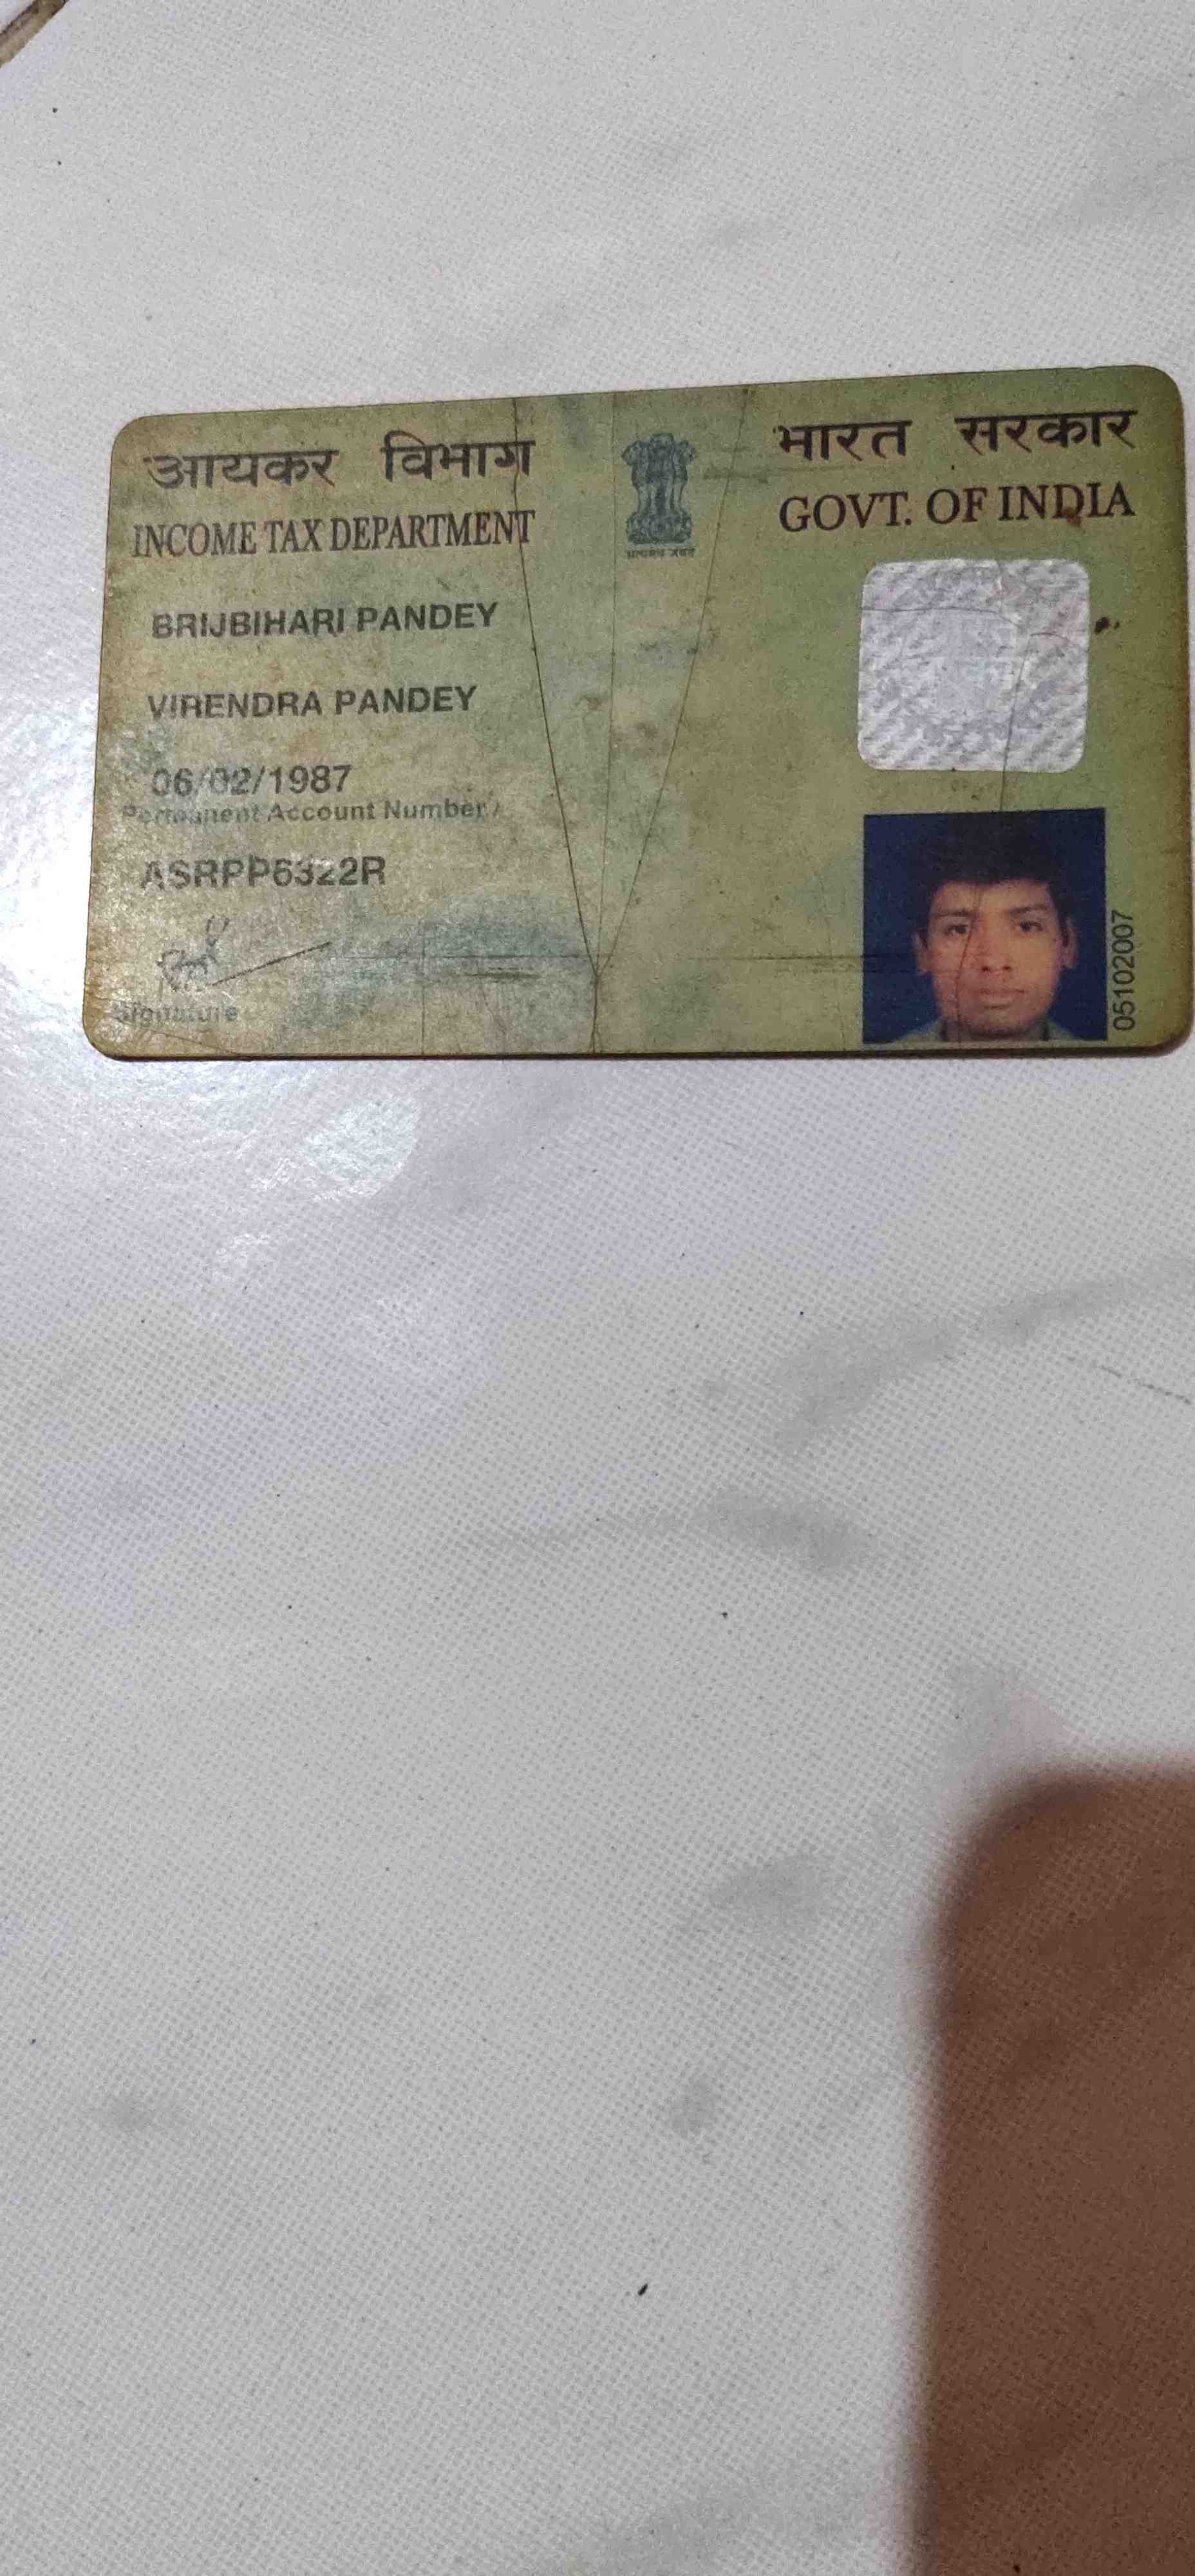 आयकर विभाग
INCOME TAX DEPARTMENT
भारत सरकार
GOVT. OF INDIA
सत्यमेव जयते
BRIJBIHARI PANDEY
VIRENDRA PANDEY
06/02/1987
Permanent Account Number
ASRPP6322R
Signature
05102007